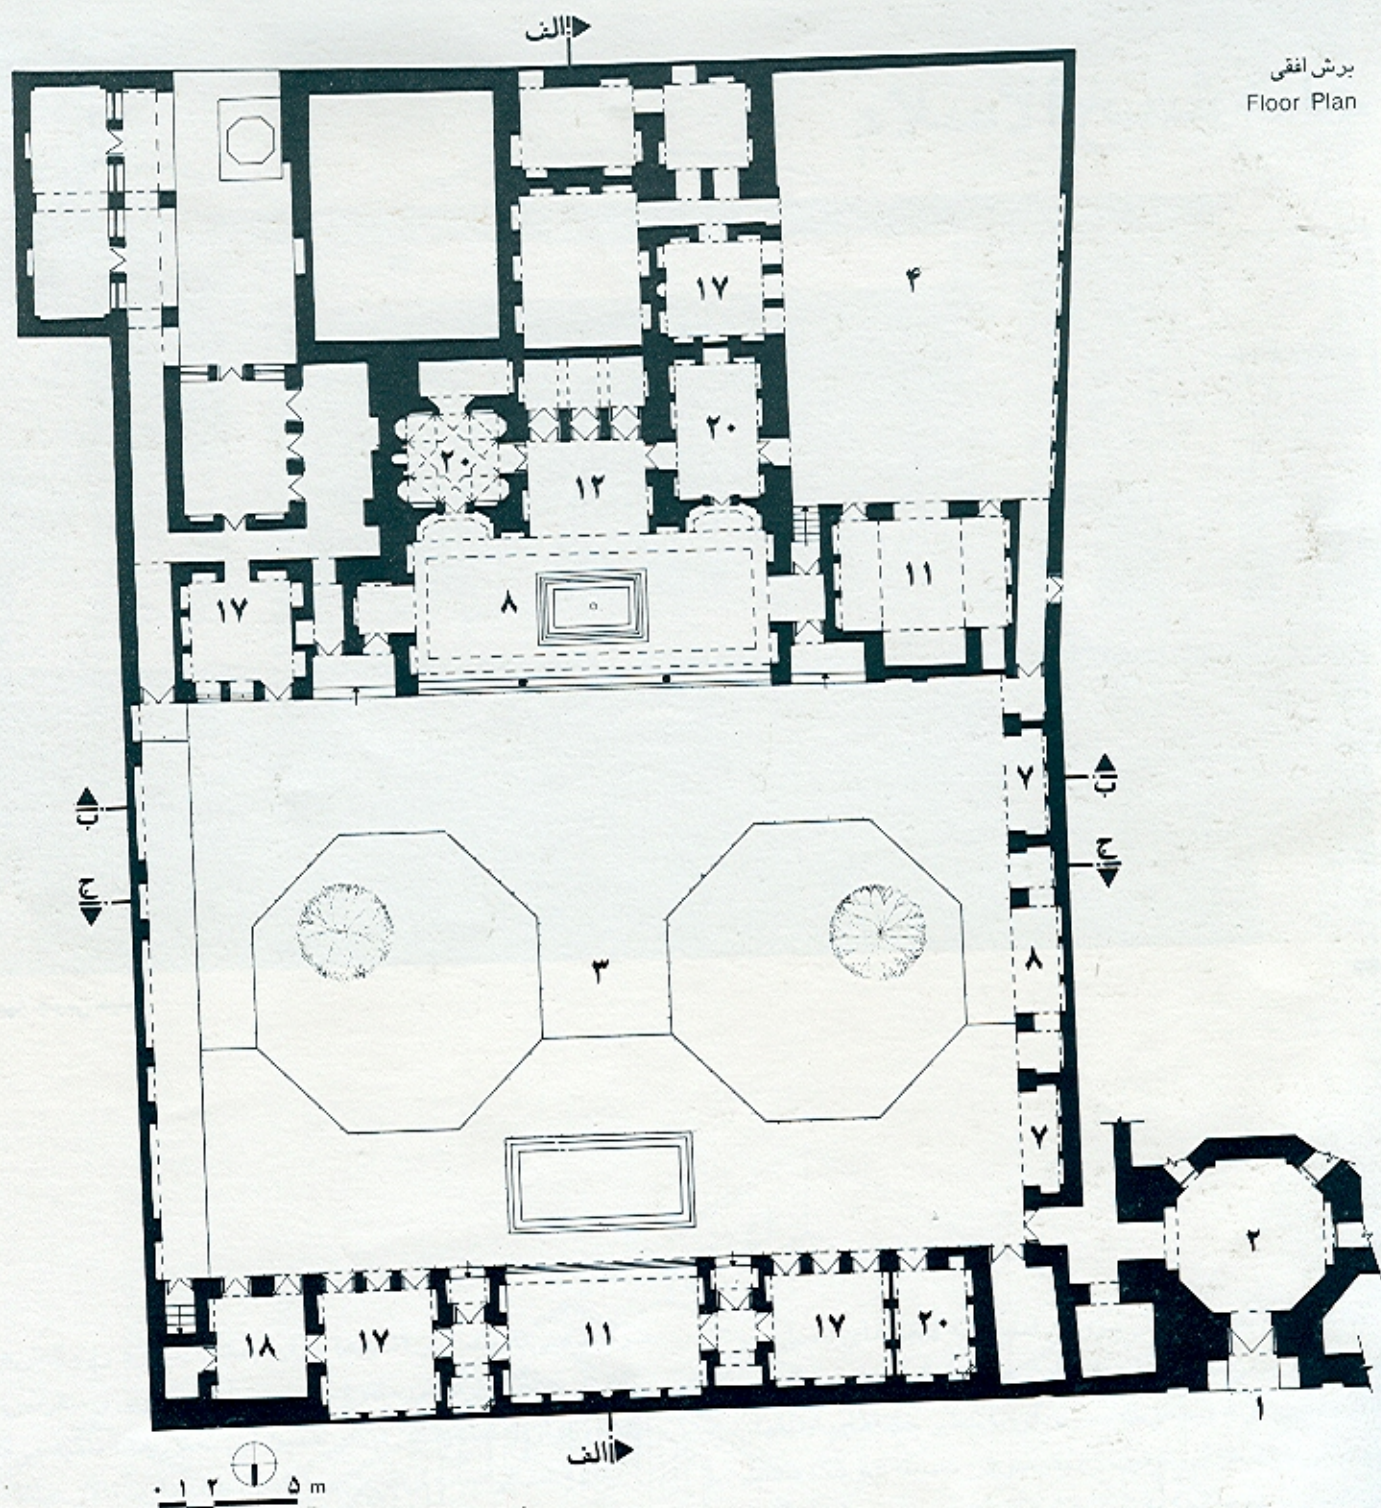 الف
برش افقی
Floor Plan
۴
۱۷
۲۰
۲۰
۱۲
۱۱
۸
۱۷
۷
ب
ب
ج
ج
۳
۸
۷
۲
۱۸
۱۷
۱۱
۱۷
۲۰
۱
الف
۰ ۱ ۲ ۵ m